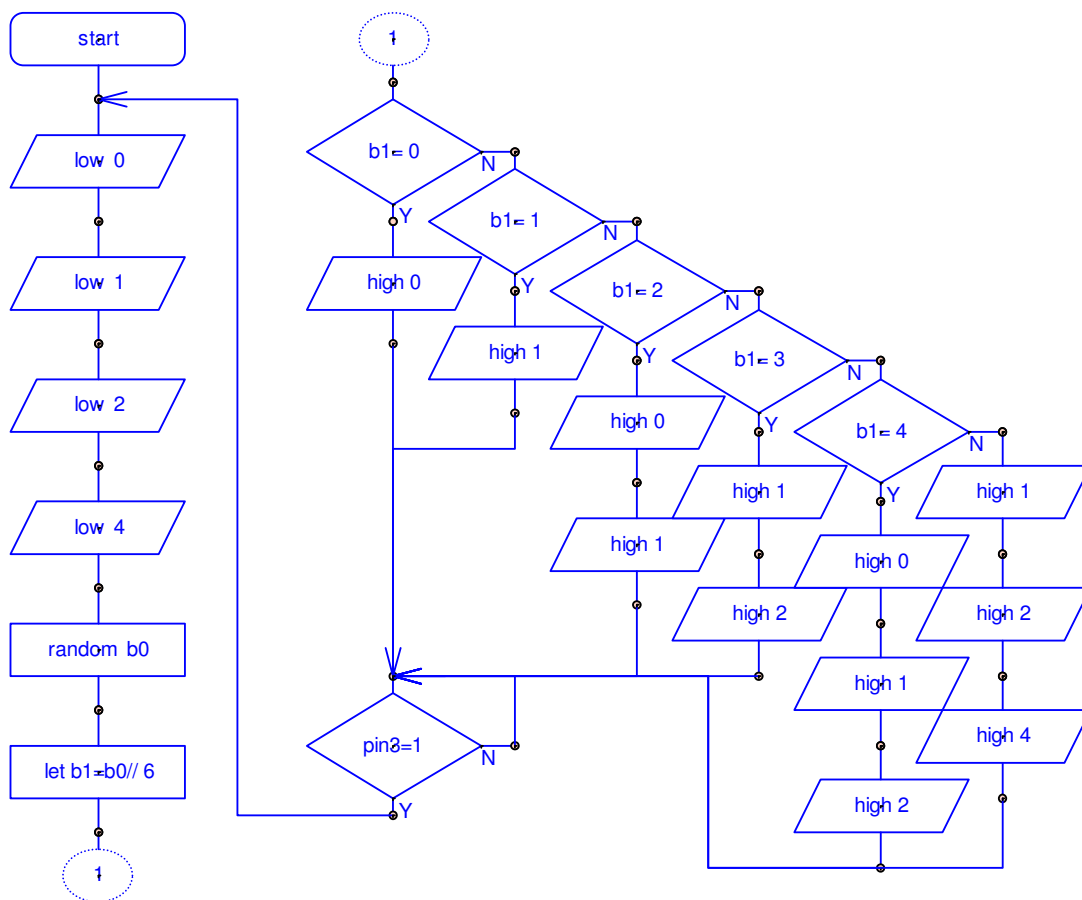 start
low 0
low 1
low 2
low 4
random b0
let b1=b0// 6
1
1
b1= 0
N
Y
high 0
b1= 1
N
Y
high 1
b1= 2
N
Y
high 0
high 1
b1= 3
N
Y
high 1
high 2
b1= 4
N
Y
high 0
high 1
high 2
high 1
high 2
high 4
pin3=1
N
Y